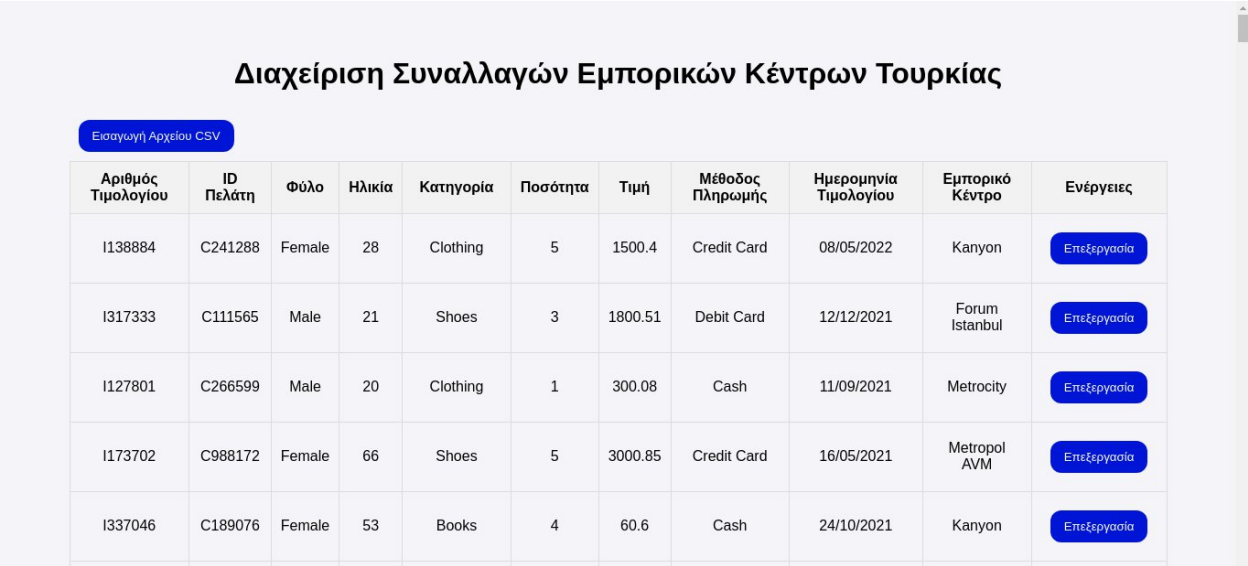 Διαχείριση Συναλλαγών Εμπορικών Κέντρων Τουρκίας
Εισαγωγή Αρχείου CSV
Αριθμός Τιμολογίου ID Πελάτη Φύλο Ηλικία Κατηγορία Ποσότητα Τιμή Μέθοδος Πληρωμής Ημερομηνία Τιμολογίου Εμπορικό Κέντρο Ενέργειες
I138884 C241288 Female 28 Clothing 5 1500.4 Credit Card 08/05/2022 Kanyon Επεξεργασία
I317333 C111565 Male 21 Shoes 3 1800.51 Debit Card 12/12/2021 Forum Istanbul Επεξεργασία
I127801 C266599 Male 20 Clothing 1 300.08 Cash 11/09/2021 Metrocity Επεξεργασία
I173702 C988172 Female 66 Shoes 5 3000.85 Credit Card 16/05/2021 Metropol AVM Επεξεργασία
I337046 C189076 Female 53 Books 4 60.6 Cash 24/10/2021 Kanyon Επεξεργασία